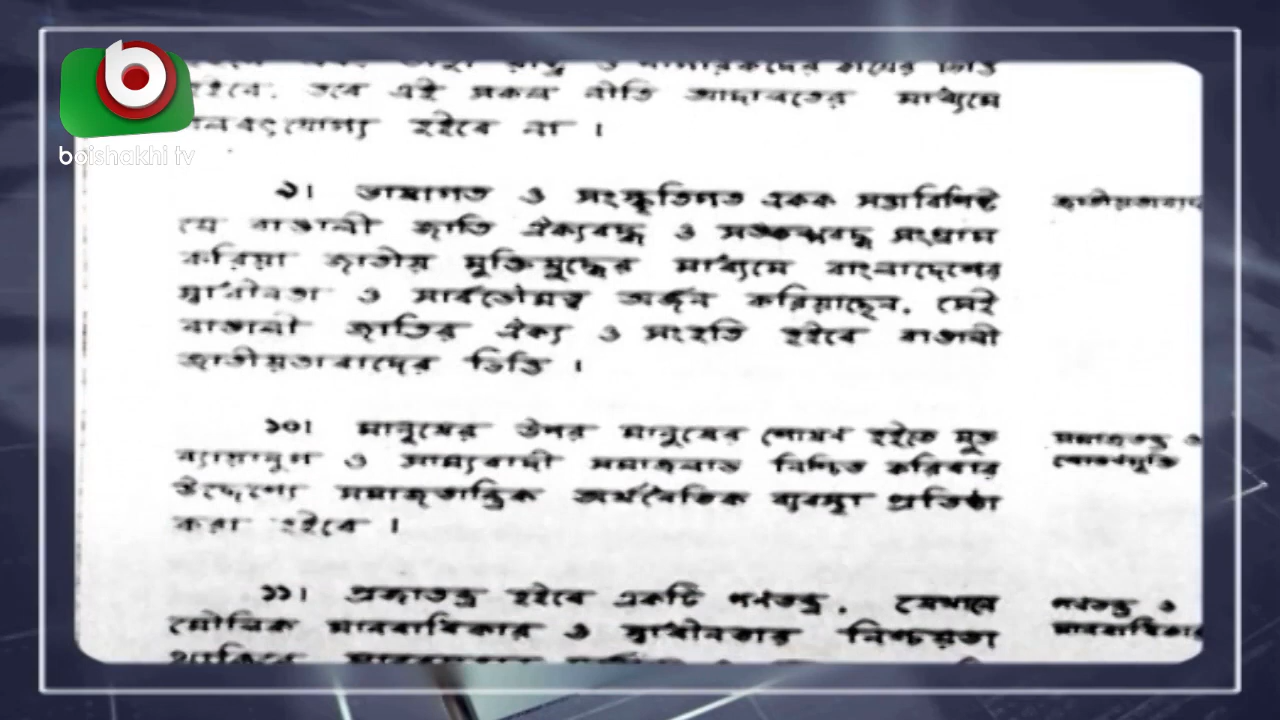 boishakhi tv
হইবে, তবে এই সকল নীতি আদালতের মাধ্যমে
বলবৎযোগ্য হইবে না ।
৯। ভাষাগত ও সংস্কৃতিগত একক সত্তাবিশিষ্ট
যে বাঙালী জাতি ঐক্যবদ্ধ ও সঙ্কল্পবদ্ধ সংগ্রাম
করিয়া জাতীয় মুক্তিযুদ্ধের মাধ্যমে বাংলাদেশের
স্বাধীনতা ও সার্বভৌমত্ব অর্জন করিয়াছেন, সেই
বাঙালী জাতির ঐক্য ও সংহতি হইবে বাঙালী
জাতীয়তাবাদের ভিত্তি ।
জাতীয়তাবাদ
১০। মানুষের উপর মানুষের শোষণ হইতে মুক্ত
ন্যায়ানুগ ও সাম্যবাদী সমাজলাভ নিশ্চিত করিবার
উদ্দেশ্যে সমাজতান্ত্রিক অর্থনৈতিক ব্যবস্থা প্রতিষ্ঠা
করা হইবে ।
সমাজতন্ত্র ও
শোষণমুক্তি
১১। প্রজাতন্ত্র হইবে একটি গণতন্ত্র, যেখানে
মৌলিক মানবাধিকার ও স্বাধীনতার নিশ্চয়তা
থাকিবে
গণতন্ত্র ও
মানবাধিকার